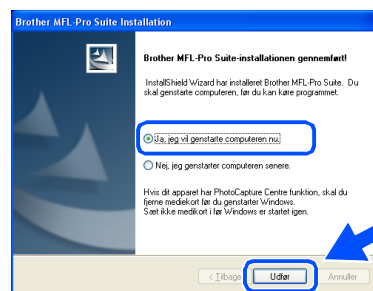 Brother MFL-Pro Suite Installation
Brother MFL-Pro Suite-installationen gennemført!
InstallShield Wizard har installeret Brother MFL-Pro Suite. Du
skal genstarte computeren, før du kan køre programmet.
Ja, jeg vil genstarte computeren nu.
Nej, jeg genstarter computeren senere.
Hvis dit apparat har PhotoCapture Centre funktion, skal du
fjerne mediekort før du genstarter Windows.
Sæt ikke medikort i før Windows er startet igen.
< Tilbage
Udfør
Annuller